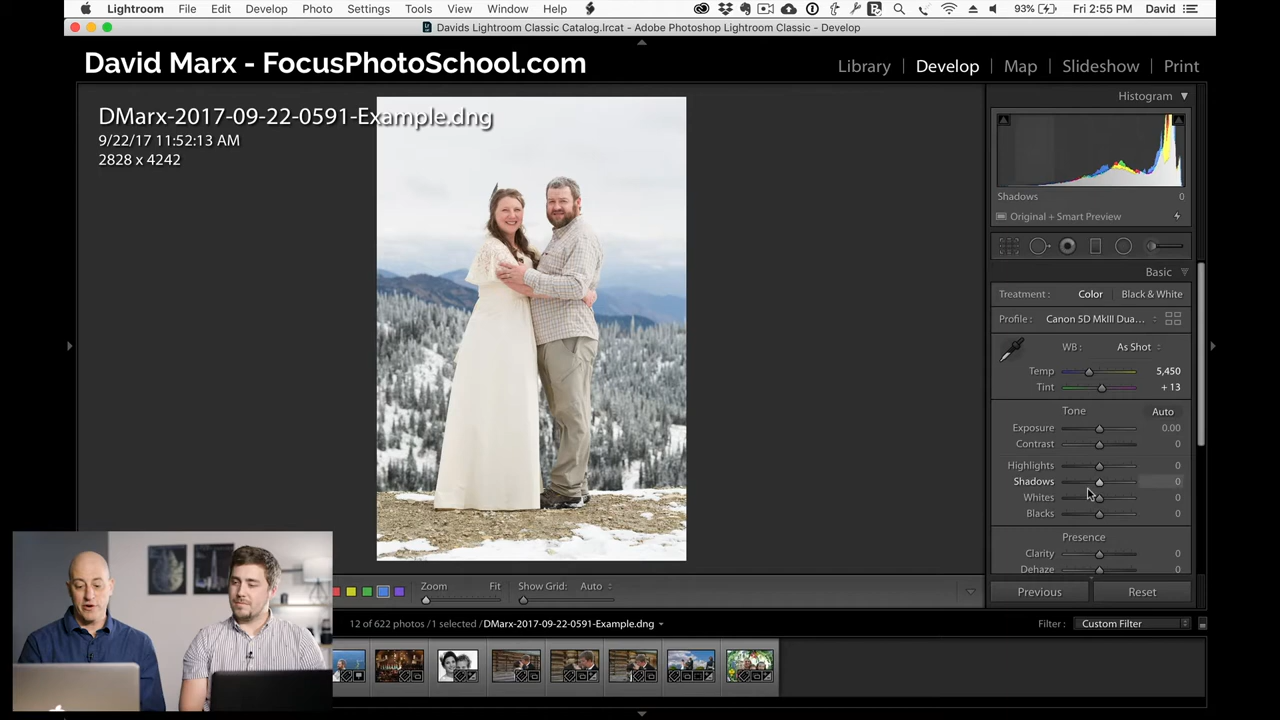 Lightroom File Edit Develop Photo Settings Tools View Window Help 93% Fri 2:55 PM David
Davids Lightroom Classic Catalog.lrcat - Adobe Photoshop Lightroom Classic - Develop
David Marx - FocusPhotoSchool.com
Library | Develop | Map | Slideshow | Print
Histogram
DMarx-2017-09-22-0591-Example.dng
9/22/17 11:52:13 AM
2828 x 4242
Shadows 0
Original + Smart Preview
Basic
Treatment : Color Black & White
Profile : Canon 5D MkIII Dua...
WB : As Shot
Temp 5,450
Tint + 13
Tone Auto
Exposure 0.00
Contrast 0
Highlights 0
Shadows 0
Whites 0
Blacks 0
Presence
Clarity 0
Dehaze 0
Previous Reset
Zoom Fit Show Grid: Auto
12 of 622 photos /1 selected /DMarx-2017-09-22-0591-Example.dng
Filter : Custom Filter